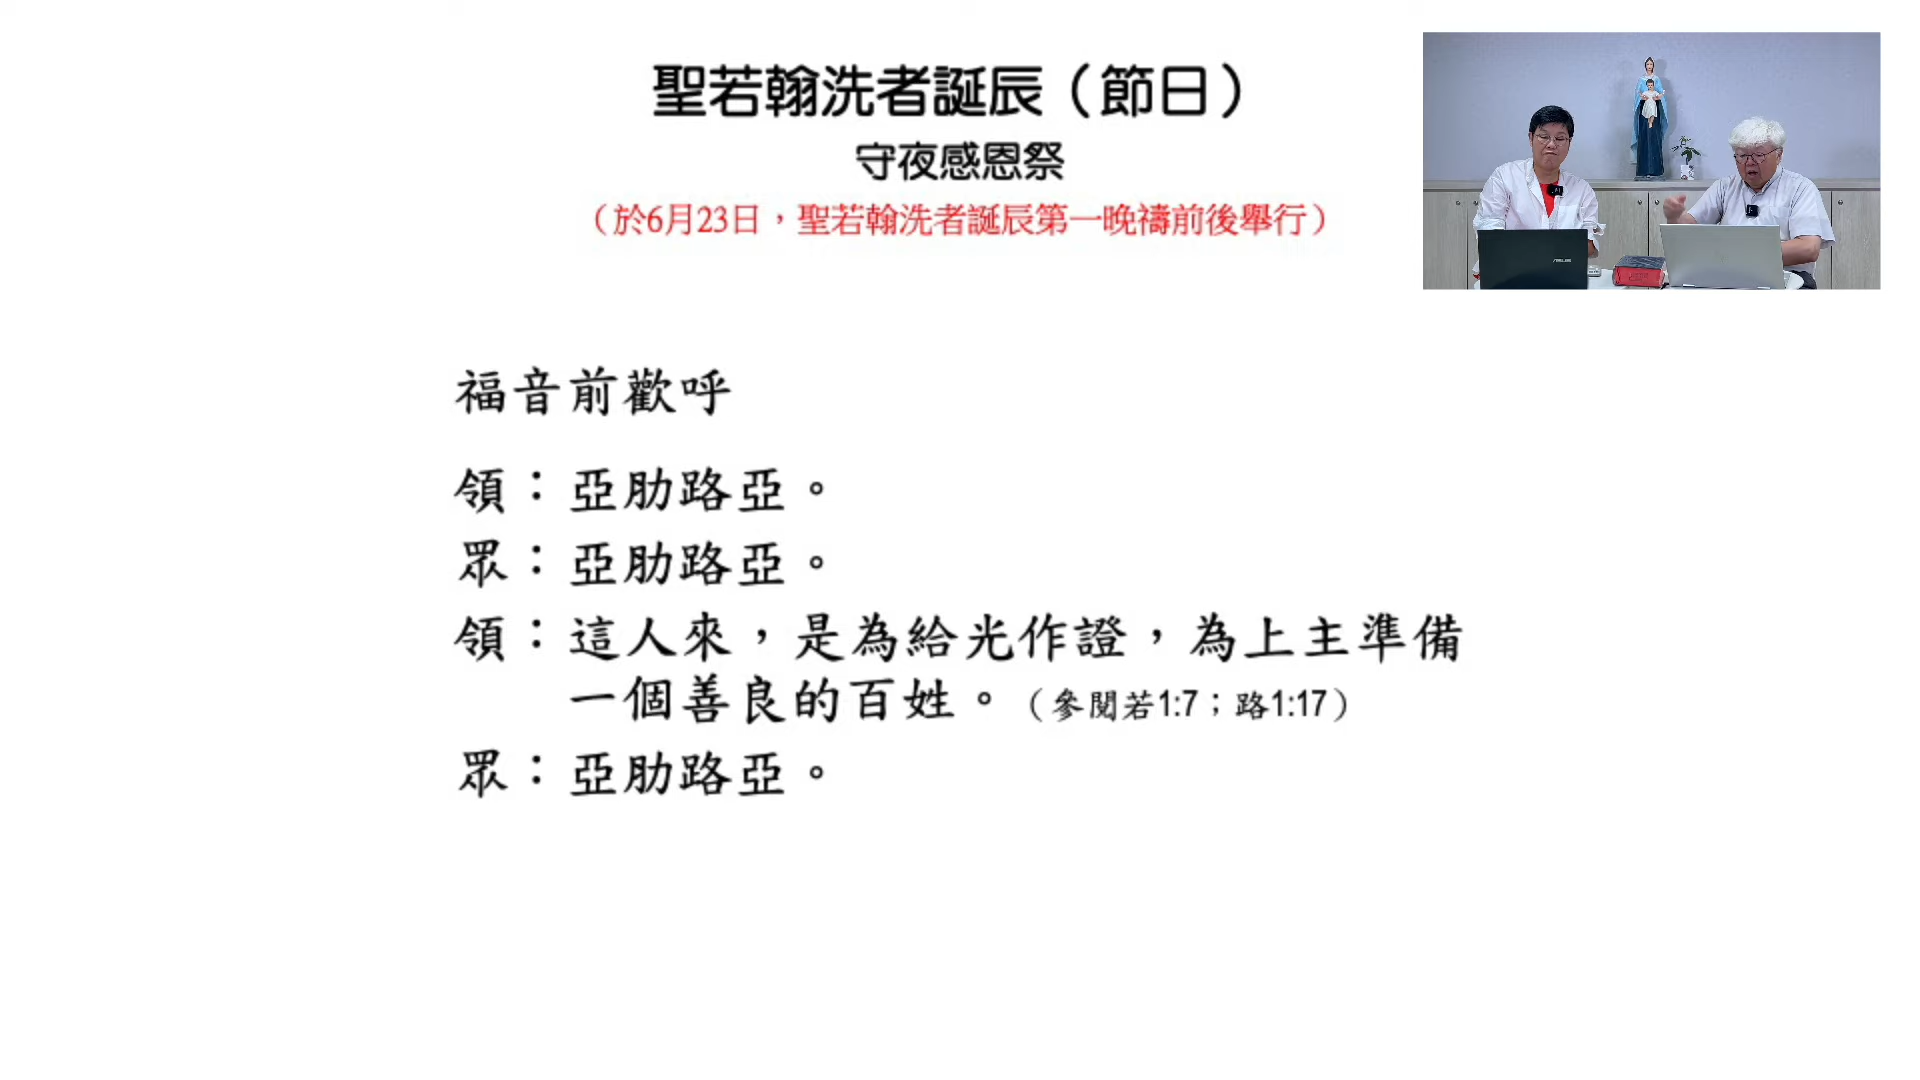 聖若翰洗者誕辰（節日）
守夜感恩祭
（於6月23日，聖若翰洗者誕辰第一晚禱前後舉行）
福音前歡呼
領：亞肋路亞。
眾：亞肋路亞。
領：這人來，是為給光作證，為上主準備
一個善良的百姓。（參閱若1:7；路1:17）
眾：亞肋路亞。